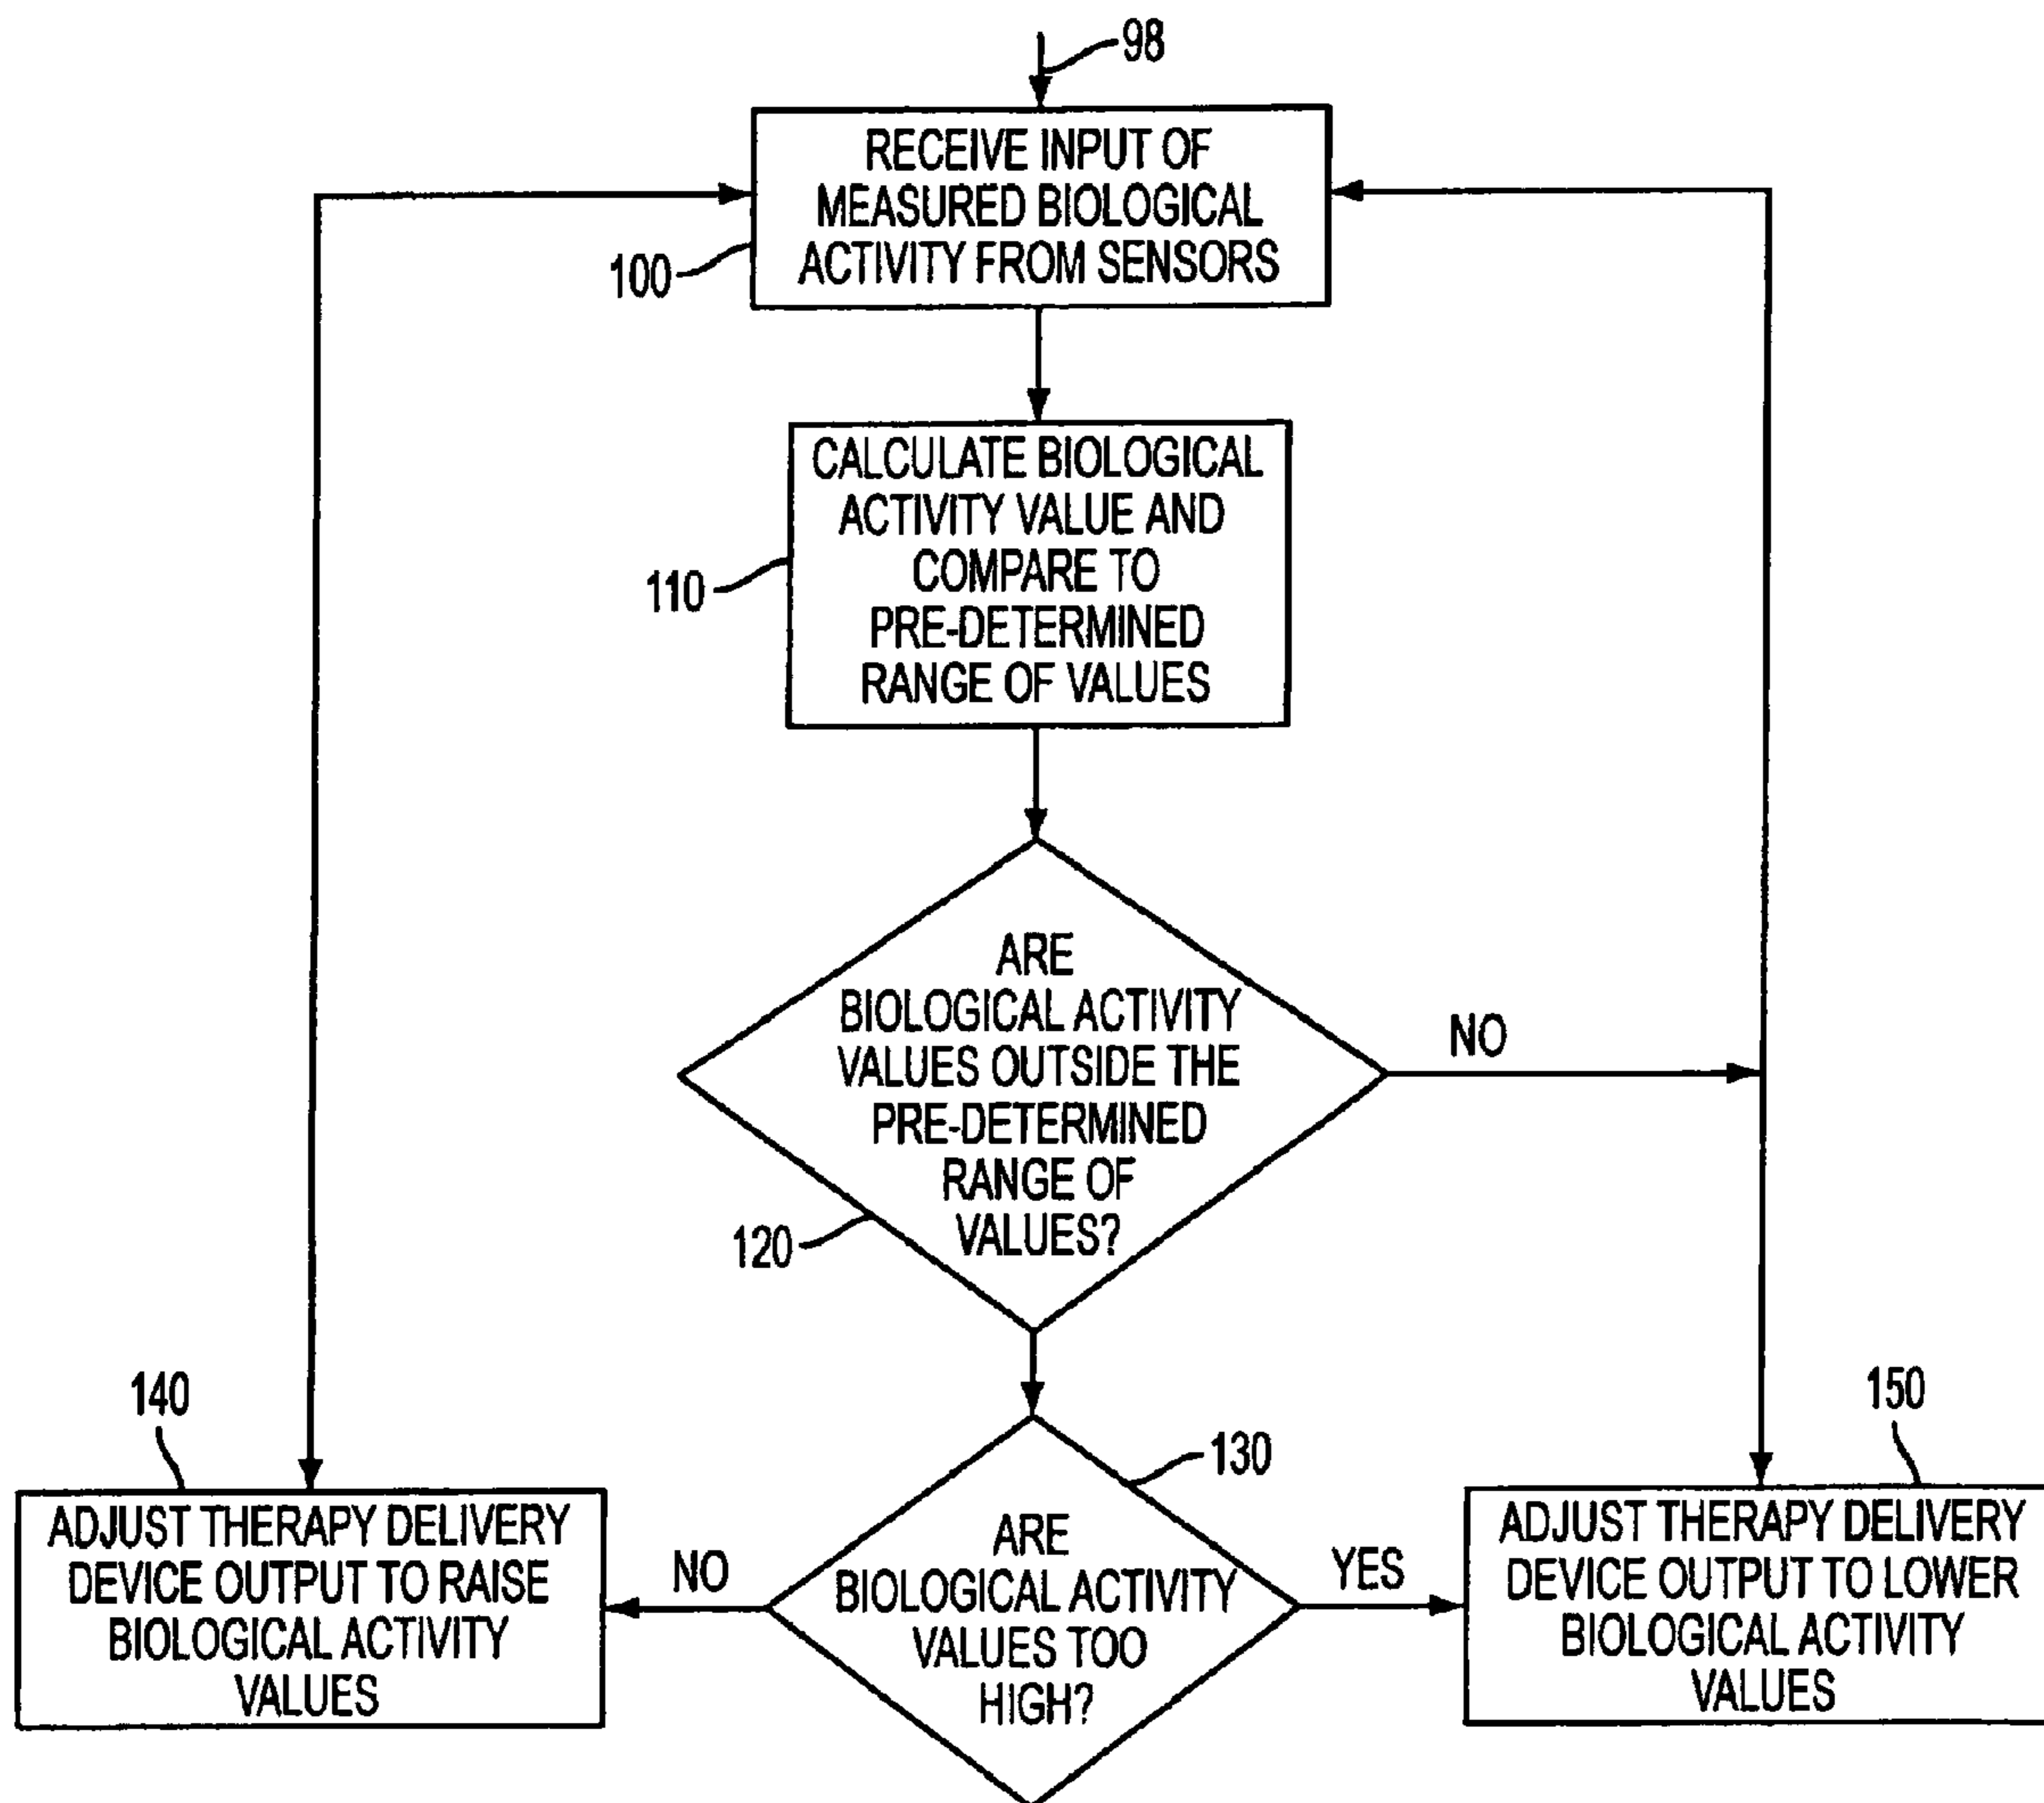 98
RECEIVE INPUT OF
MEASURED BIOLOGICAL
ACTIVITY FROM SENSORS
100
CALCULATE BIOLOGICAL
ACTIVITY VALUE AND
COMPARE TO
PRE-DETERMINED
RANGE OF VALUES
110
ARE
BIOLOGICAL ACTIVITY
VALUES OUTSIDE THE
PRE-DETERMINED
RANGE OF
VALUES?
NO
120
140
ADJUST THERAPY DELIVERY
DEVICE OUTPUT TO RAISE
BIOLOGICAL ACTIVITY
VALUES
NO
130
ARE
BIOLOGICAL ACTIVITY
VALUES TOO
HIGH?
YES
150
ADJUST THERAPY DELIVERY
DEVICE OUTPUT TO LOWER
BIOLOGICAL ACTIVITY
VALUES